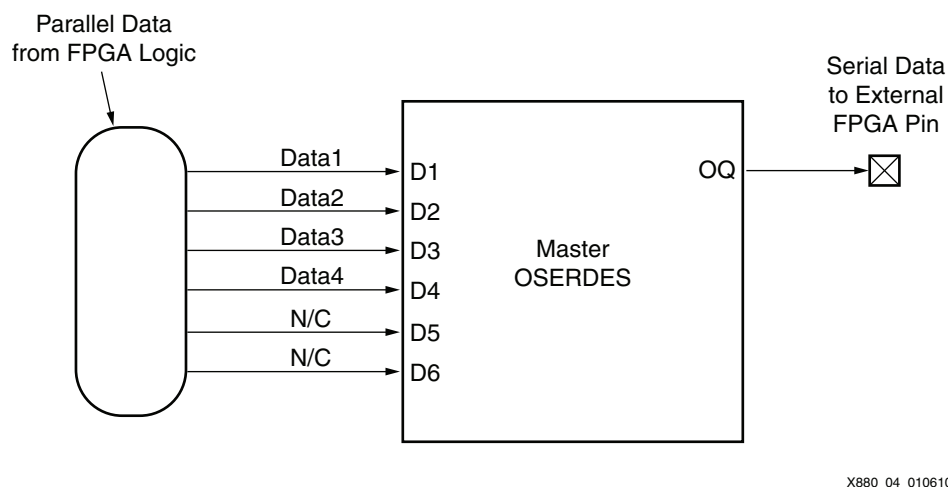 Parallel Data
from FPGA Logic
Serial Data
to External
FPGA Pin
Data1
D1
OQ
Data2
D2
Data3
D3
Master
OSERDES
Data4
D4
N/C
D5
N/C
D6
X880_04_010610